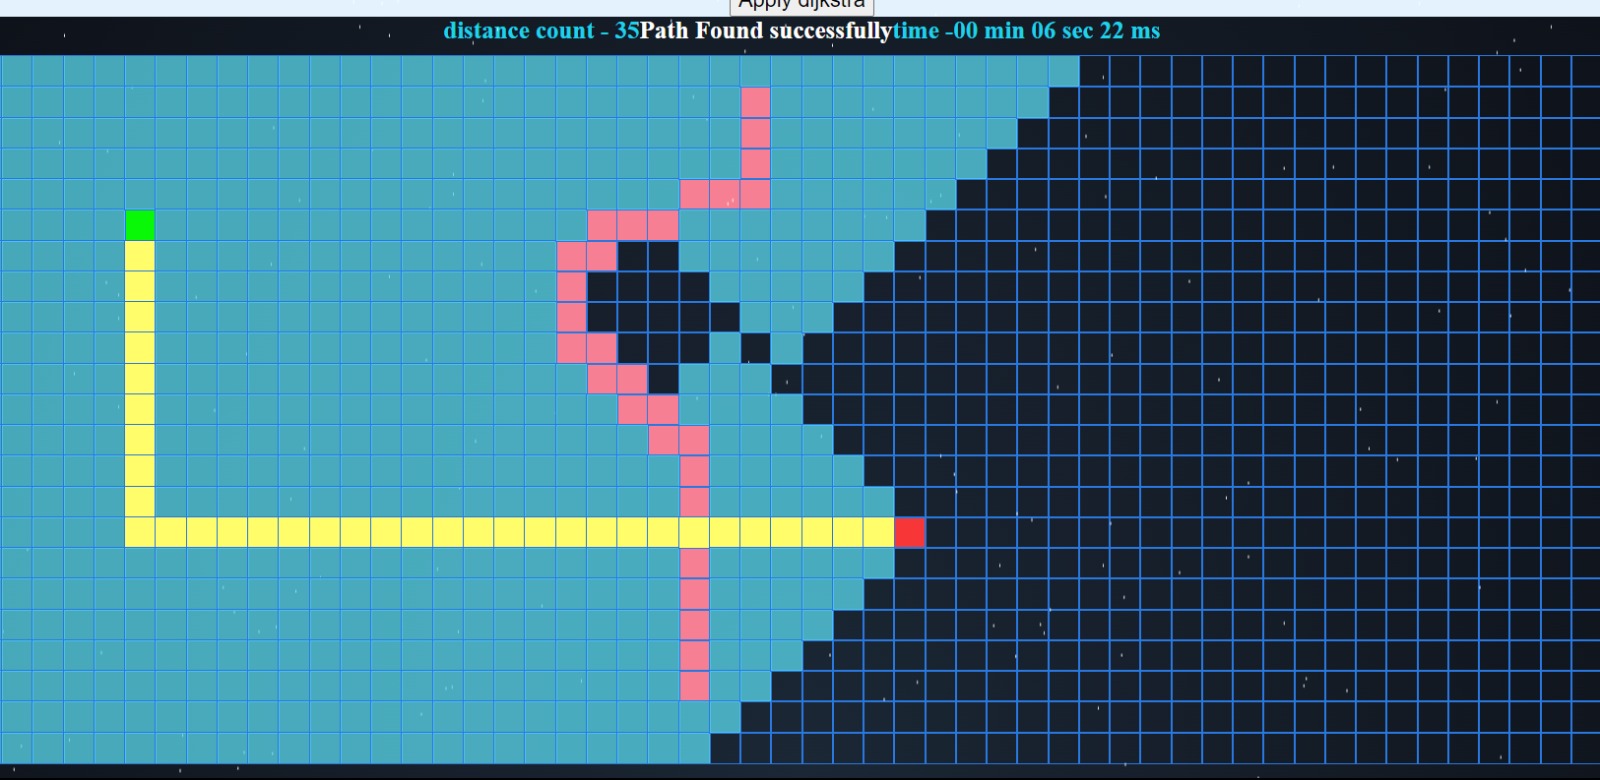 Apply dijkstra
distance count - 35Path Found successfullytime -00 min 06 sec 22 ms